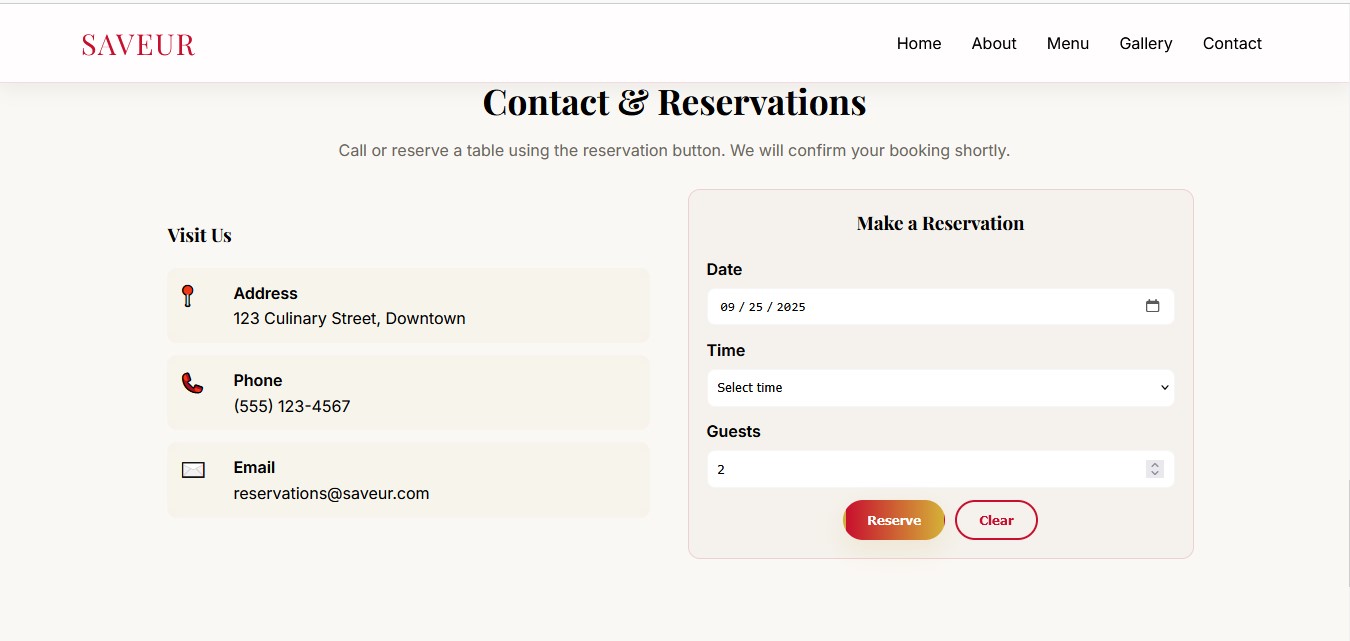 SAVEUR
Home About Menu Gallery Contact
Contact & Reservations
Call or reserve a table using the reservation button. We will confirm your booking shortly.
Visit Us
Address
123 Culinary Street, Downtown
Phone
(555) 123-4567
Email
reservations@saveur.com
Make a Reservation
Date
09 / 25 / 2025
Time
Select time
Guests
2
Reserve Clear